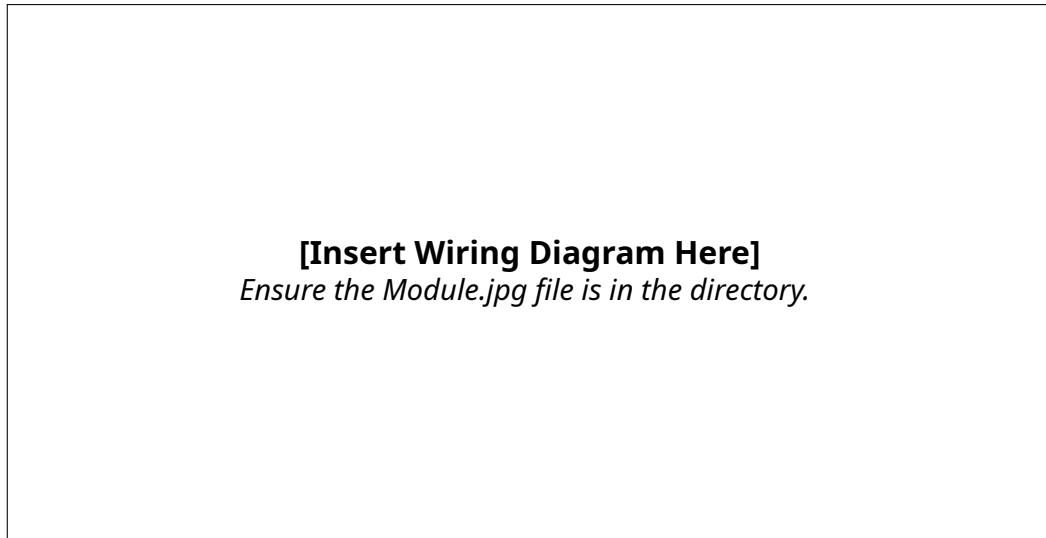 [Insert Wiring Diagram Here]
Ensure the Module.jpg file is in the directory.